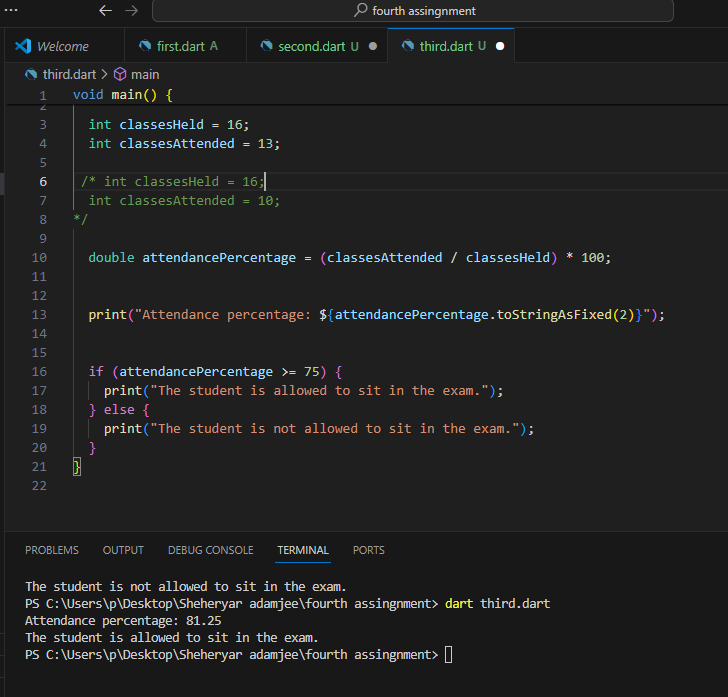 ··· ← → fourth assingnment
Welcome first.dart A second.dart U ● third.dart U ●
third.dart > main
1 void main() {
2
3 int classesHeld = 16;
4 int classesAttended = 13;
5
6 /* int classesHeld = 16;
7 int classesAttended = 10;
8 */
9
10 double attendancePercentage = (classesAttended / classesHeld) * 100;
11
12
13 print("Attendance percentage: ${attendancePercentage.toStringAsFixed(2)}");
14
15
16 if (attendancePercentage >= 75) {
17 print("The student is allowed to sit in the exam.");
18 } else {
19 print("The student is not allowed to sit in the exam.");
20 }
21 }
22
PROBLEMS OUTPUT DEBUG CONSOLE TERMINAL PORTS
The student is not allowed to sit in the exam.
PS C:\Users\p\Desktop\Sheheryar adamjee\fourth assingnment> dart third.dart
Attendance percentage: 81.25
The student is allowed to sit in the exam.
PS C:\Users\p\Desktop\Sheheryar adamjee\fourth assingnment>